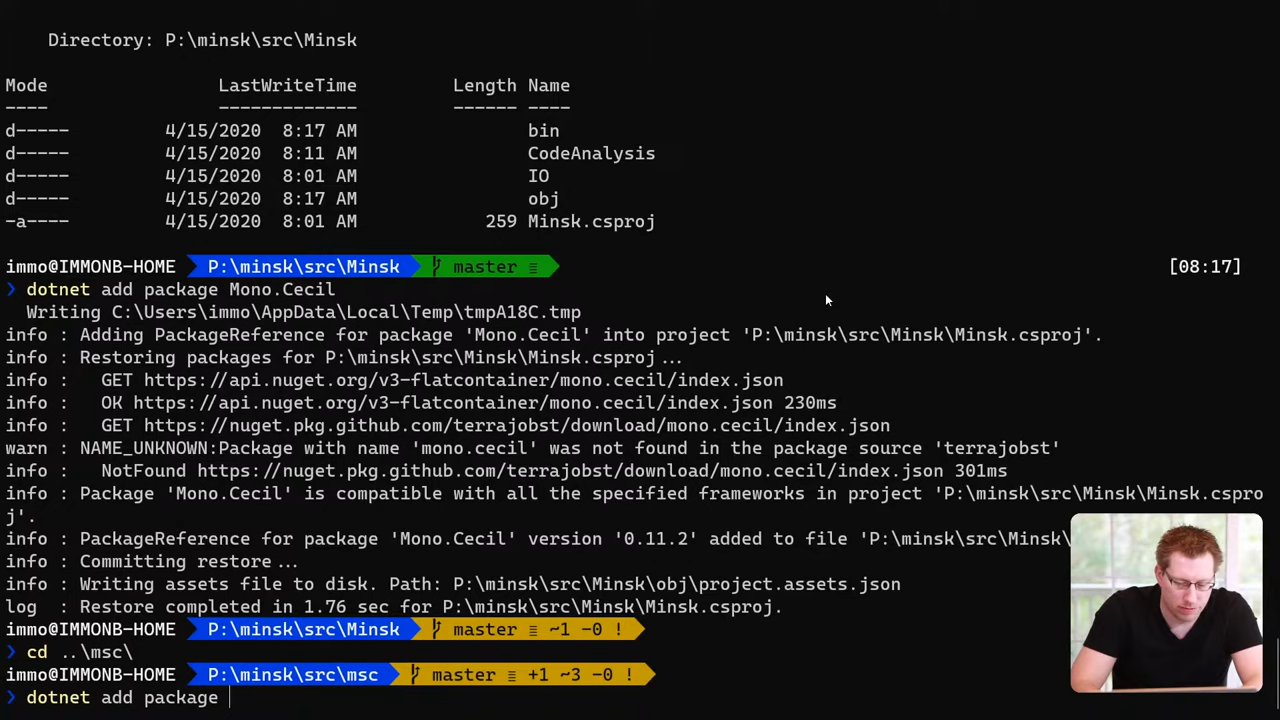 Directory: P:\minsk\src\Minsk
Mode LastWriteTime Length Name
---- ------------- ------ ----
d----- 4/15/2020 8:17 AM bin
d----- 4/15/2020 8:11 AM CodeAnalysis
d----- 4/15/2020 8:01 AM IO
d----- 4/15/2020 8:17 AM obj
-a---- 4/15/2020 8:01 AM 259 Minsk.csproj
immo@IMMONB-HOME P:\minsk\src\Minsk master ≡ [08:17]
❯ dotnet add package Mono.Cecil
Writing C:\Users\immo\AppData\Local\Temp\tmpA18C.tmp
info : Adding PackageReference for package 'Mono.Cecil' into project 'P:\minsk\src\Minsk\Minsk.csproj'.
info : Restoring packages for P:\minsk\src\Minsk\Minsk.csproj...
info : GET https://api.nuget.org/v3-flatcontainer/mono.cecil/index.json
info : OK https://api.nuget.org/v3-flatcontainer/mono.cecil/index.json 230ms
info : GET https://nuget.pkg.github.com/terrajobst/download/mono.cecil/index.json
warn : NAME_UNKNOWN:Package with name 'mono.cecil' was not found in the package source 'terrajobst'
info : NotFound https://nuget.pkg.github.com/terrajobst/download/mono.cecil/index.json 301ms
info : Package 'Mono.Cecil' is compatible with all the specified frameworks in project 'P:\minsk\src\Minsk\Minsk.cspro
j'.
info : PackageReference for package 'Mono.Cecil' version '0.11.2' added to file 'P:\minsk\src\Minsk\
info : Committing restore...
info : Writing assets file to disk. Path: P:\minsk\src\Minsk\obj\project.assets.json
log : Restore completed in 1.76 sec for P:\minsk\src\Minsk\Minsk.csproj.
immo@IMMONB-HOME P:\minsk\src\Minsk master ≡ ~1 -0 !
❯ cd ..\msc\
immo@IMMONB-HOME P:\minsk\src\msc master ≡ +1 ~3 -0 !
❯ dotnet add package